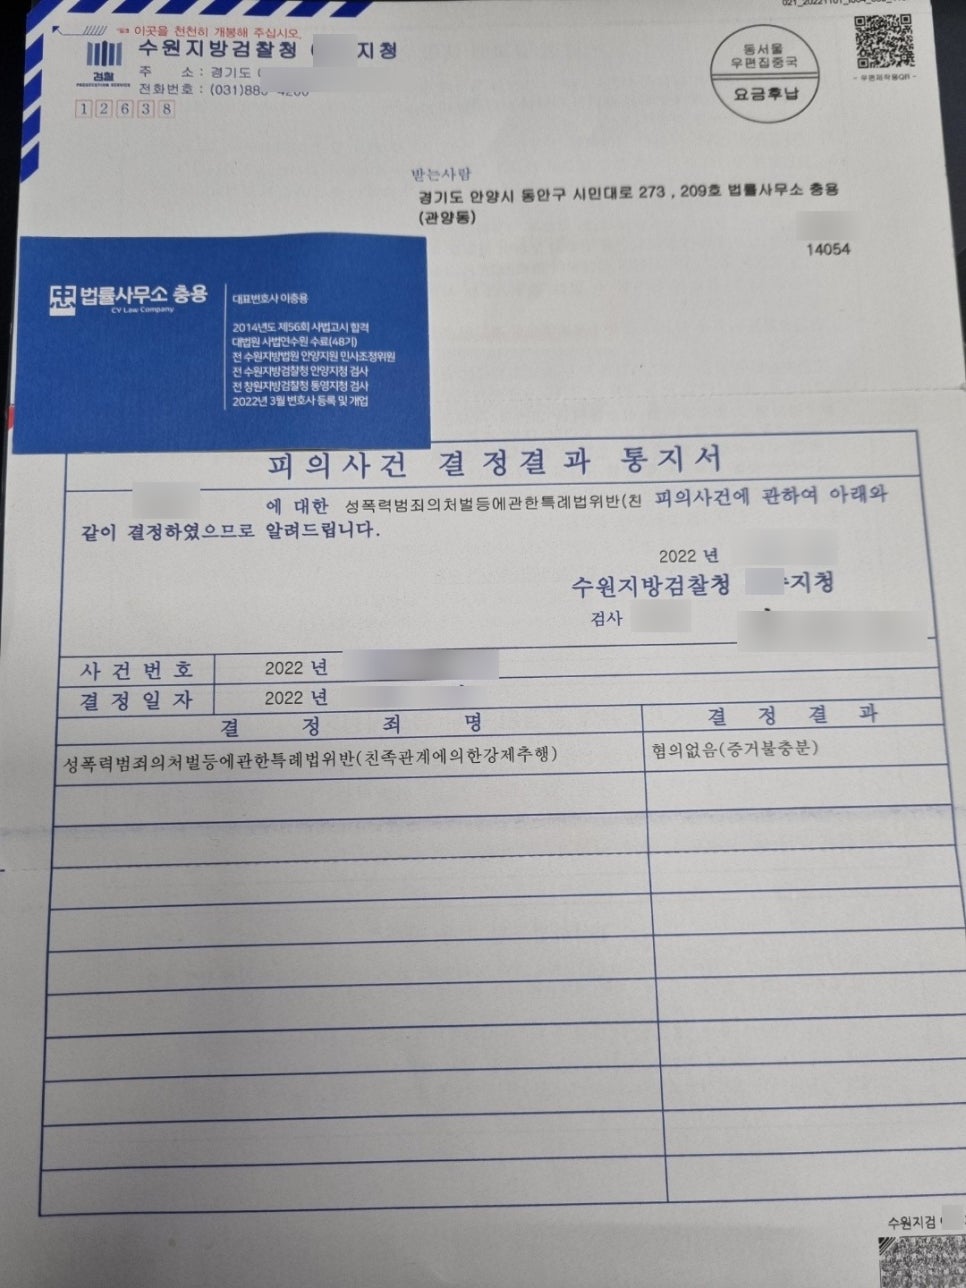 ☜ 이곳을 천천히 개봉해 주십시오.
수원지방검찰청 지청
검찰
PROSECUTION SERVICE
주 소 : 경기도
전화번호 : (031)
12638
동서울
우편집중국
요금후납
- 우편제작용QR -
받는사람
경기도 안양시 동안구 시민대로 273 , 209호 법률사무소 충용
(관양동)
14054
忠 법률사무소 충용
CY Law Company
대표변호사 이충용
2014년도 제56회 사법고시 합격
대법원 사법연수원 수료(48기)
전 수원지방법원 안양지원 민사조정위원
전 수원지방검찰청 안양지청 검사
전 창원지방검찰청 통영지청 검사
2022년 3월 변호사 등록 및 개업
피의사건 결정결과 통지서
에 대한 성폭력범죄의처벌등에관한특례법위반(친 피의사건에 관하여 아래와
같이 결정하였으므로 알려드립니다.
2022 년
수원지방검찰청 지청
검사
사건번호 2022 년
결정일자 2022 년
결정죄명 결정결과
성폭력범죄의처벌등에관한특례법위반(친족관계에의한강제추행) 혐의없음(증거불충분)
수원지검